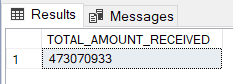 Results Messages
TOTAL_AMOUNT_RECEIVED
1 473070933